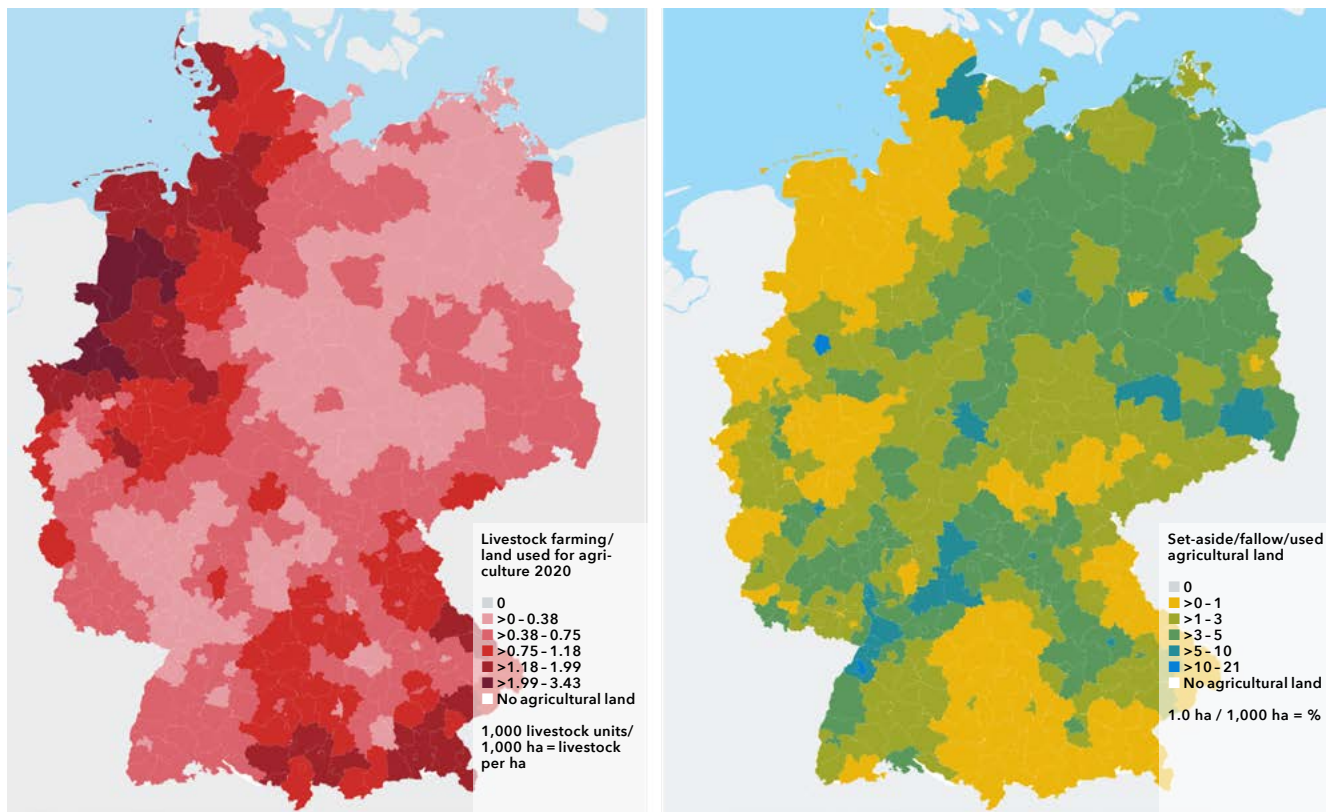 Livestock farming/
land used for agri-
culture 2020
0
>0–0.38
>0.38–0.75
>0.75–1.18
>1.18–1.99
>1.99–3.43
No agricultural land
1,000 livestock units/
1,000 ha = livestock
per ha
Set-aside/fallow/used
agricultural land
0
>0–1
>1–3
>3–5
>5–10
>10–21
No agricultural land
1.0 ha / 1,000 ha = %